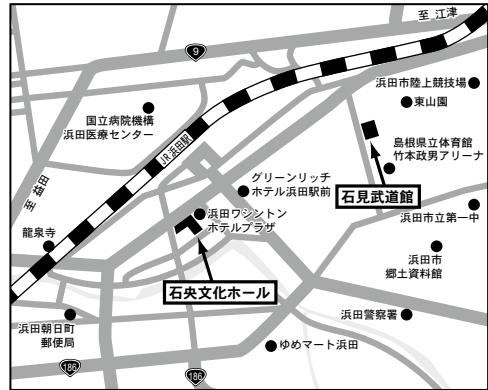 至 江津
9
浜田市陸上競技場
東山園
国立病院機構
浜田医療センター
JR浜田駅
島根県立体育館
竹本政男アリーナ
グリーンリッチ
ホテル浜田駅前
石見武道館
至 益田
浜田ワシントン
ホテルプラザ
浜田市立第一中
龍泉寺
浜田市
郷土資料館
石央文化ホール
浜田朝日町
郵便局
浜田警察署
ゆめマート浜田
186
186